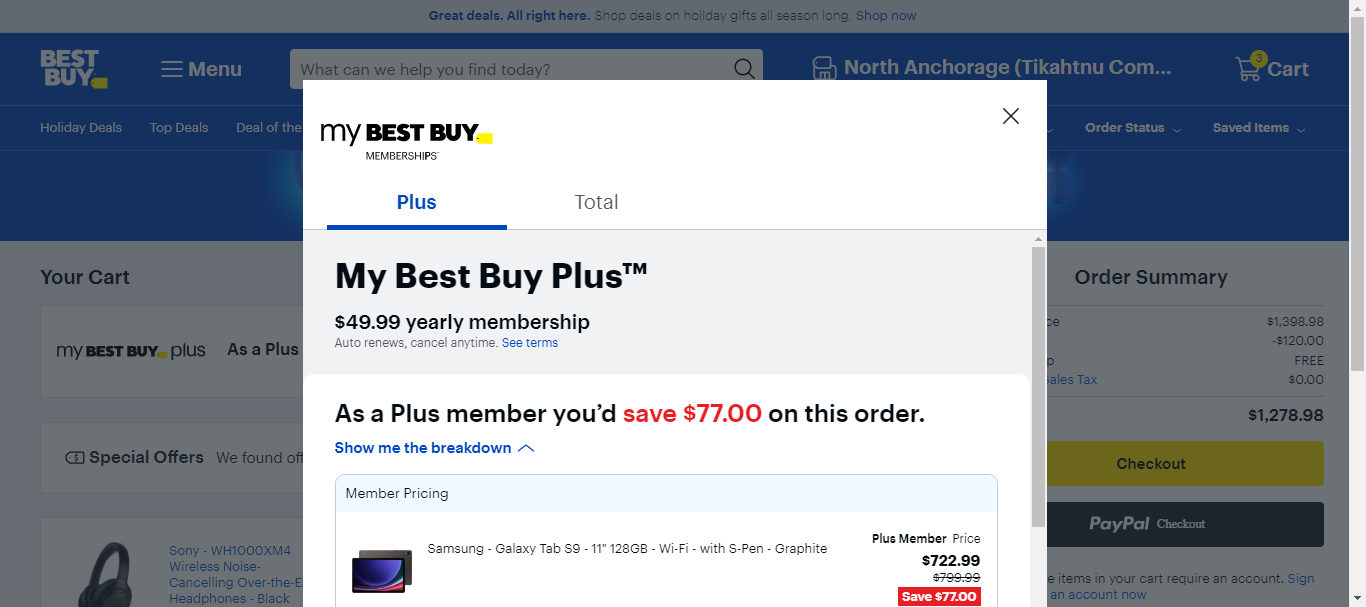 Great deals. All right here. Shop deals on holiday gifts all season long. Shop now
BEST BUY
Menu
What can we help you find today?
North Anchorage (Tikahtnu Com...
3
Cart
Holiday Deals
Top Deals
Deal of the
Order Status
Saved Items
my BEST BUY
MEMBERSHIPS
Plus
Total
My Best Buy Plus™
$49.99 yearly membership
Auto renews, cancel anytime. See terms
As a Plus member you’d save $77.00 on this order.
Show me the breakdown
Member Pricing
Samsung - Galaxy Tab S9 - 11" 128GB - Wi-Fi - with S-Pen - Graphite
Plus Member Price
$722.99
$799.99
Save $77.00
Your Cart
my BEST BUY plus
As a Plus
Special Offers
We found
Sony - WH1000XM4
Wireless Noise-
Cancelling Over-the-E
Headphones - Black
Order Summary
$1,398.98
-$120.00
FREE
Sales Tax
$0.00
$1,278.98
Checkout
PayPal Checkout
items in your cart require an account. Sign
an account now